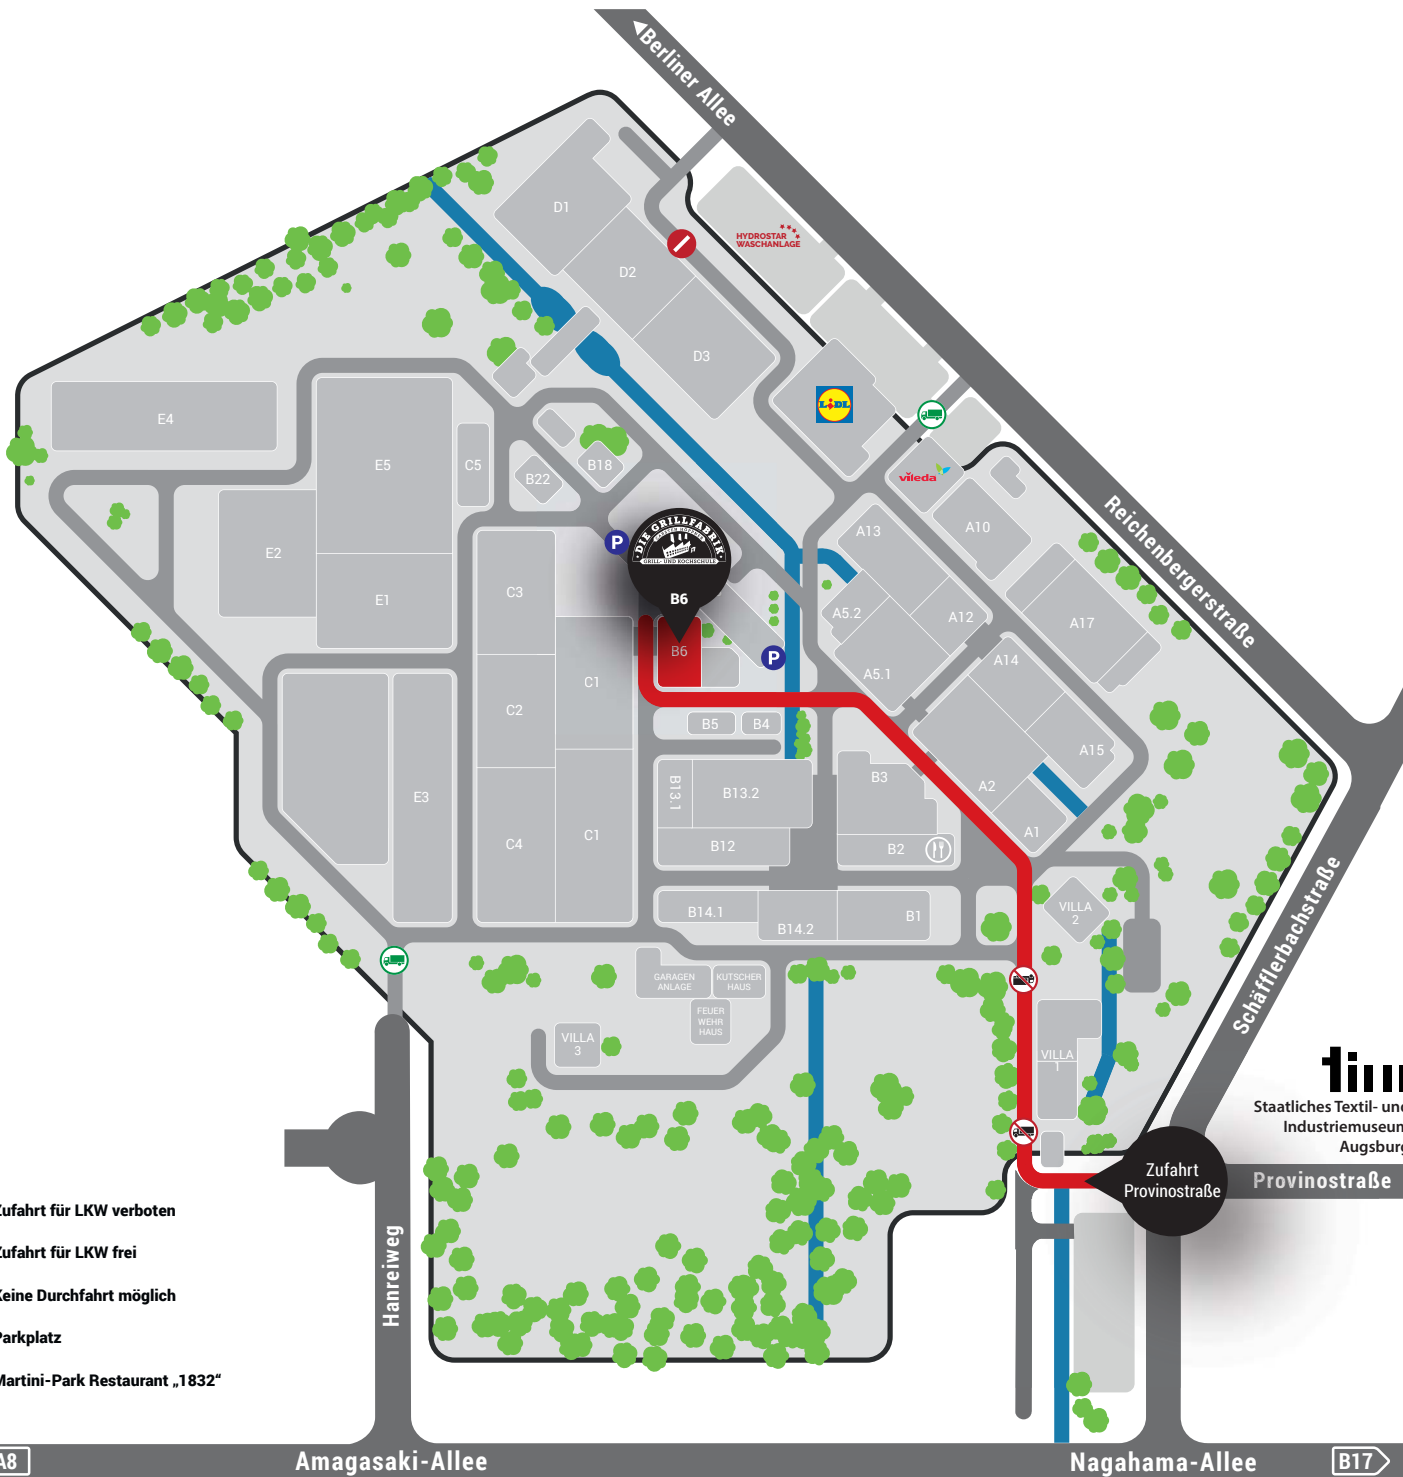 Berliner Allee
D1
HYDROSTAR
WASCHANLAGE
D2
D3
LIDL
E4
E5
C5
B22
B18
vileda
A10
Reichenbergerstraße
A13
P
DIE GRILLFABRIK
GRILL- UND KOCHSCHULE
B6
E2
E1
C3
A5.2
A12
A17
B6
P
A14
A5.1
C1
C2
B5
B4
A15
B3
A2
B13.1
B13.2
E3
A1
C4
C1
B12
B2
VILLA
2
B14.1
B14.2
B1
Schäfflerbachstraße
GARAGEN
ANLAGE
KUTSCHER
HAUS
FEUER
WEHR
HAUS
VILLA
3
VILLA
1
Staatliches Textil- und
Industriemuseum
Augsburg
Zufahrt
Provinostraße
Provinostraße
Zufahrt für LKW verboten
Zufahrt für LKW frei
Keine Durchfahrt möglich
Parkplatz
Martini-Park Restaurant „1832“
Hanreiweg
A8
Amagasaki-Allee
Nagahama-Allee
B17